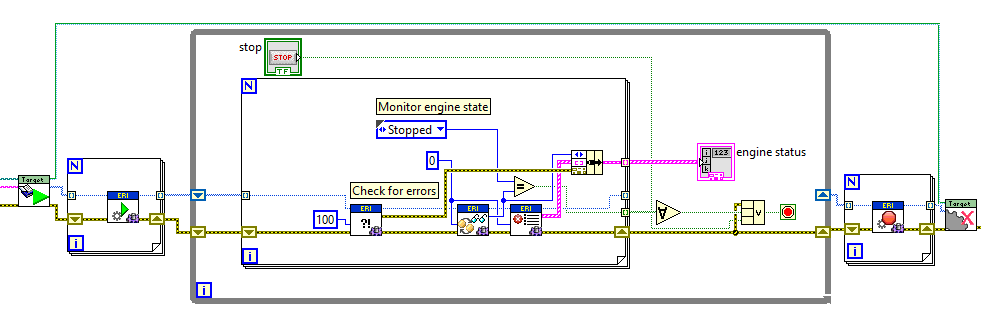 stop
STOP
TF
N
Monitor engine state
Stopped
i 123
j
k
engine status
N
0
N
Target
ERI
Check for errors
=
ERI
Target
100
ERI
?!
ERI
ERI
∀
v
ERI
i
i
i
i